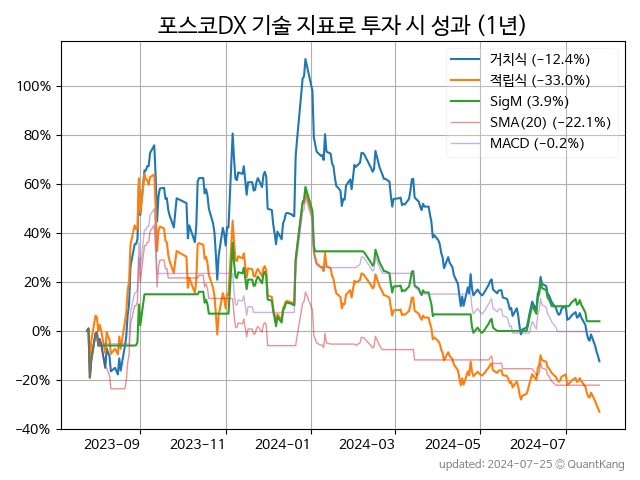 포스코DX 기술 지표로 투자 시 성과 (1년)
거치식 (−12.4%)
적립식 (−33.0%)
SigM (3.9%)
SMA(20) (−22.1%)
MACD (−0.2%)
100%
80%
60%
40%
20%
0%
−20%
−40%
2023-09 2023-11 2024-01 2024-03 2024-05 2024-07
updated: 2024-07-25 © QuantKang